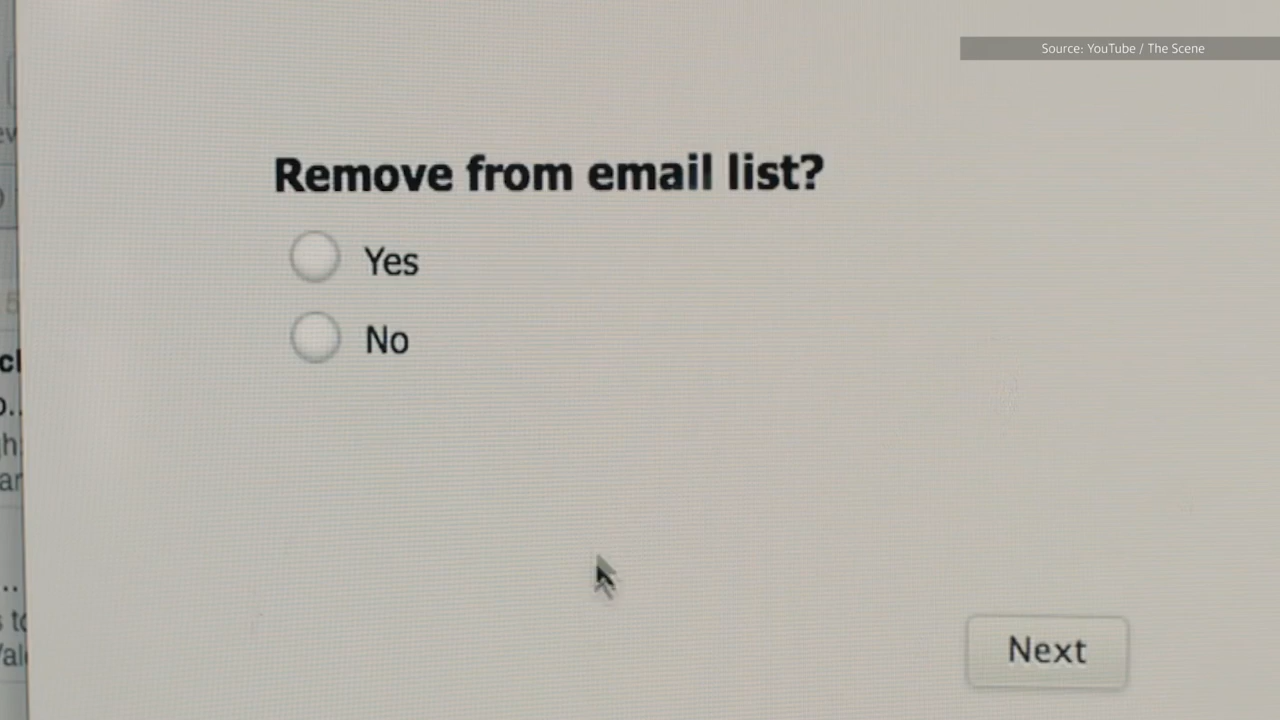 Source: YouTube / The Scene
Remove from email list?
Yes
No
Next